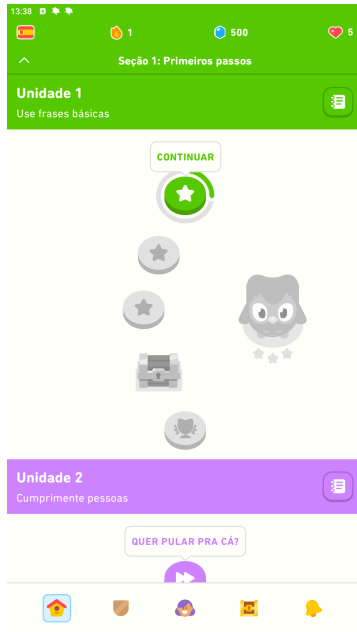 13:38
1
500
5
Seção 1: Primeiros passos
Unidade 1
Use frases básicas
CONTINUAR
Unidade 2
Cumprimente pessoas
QUER PULAR PRA CÁ?